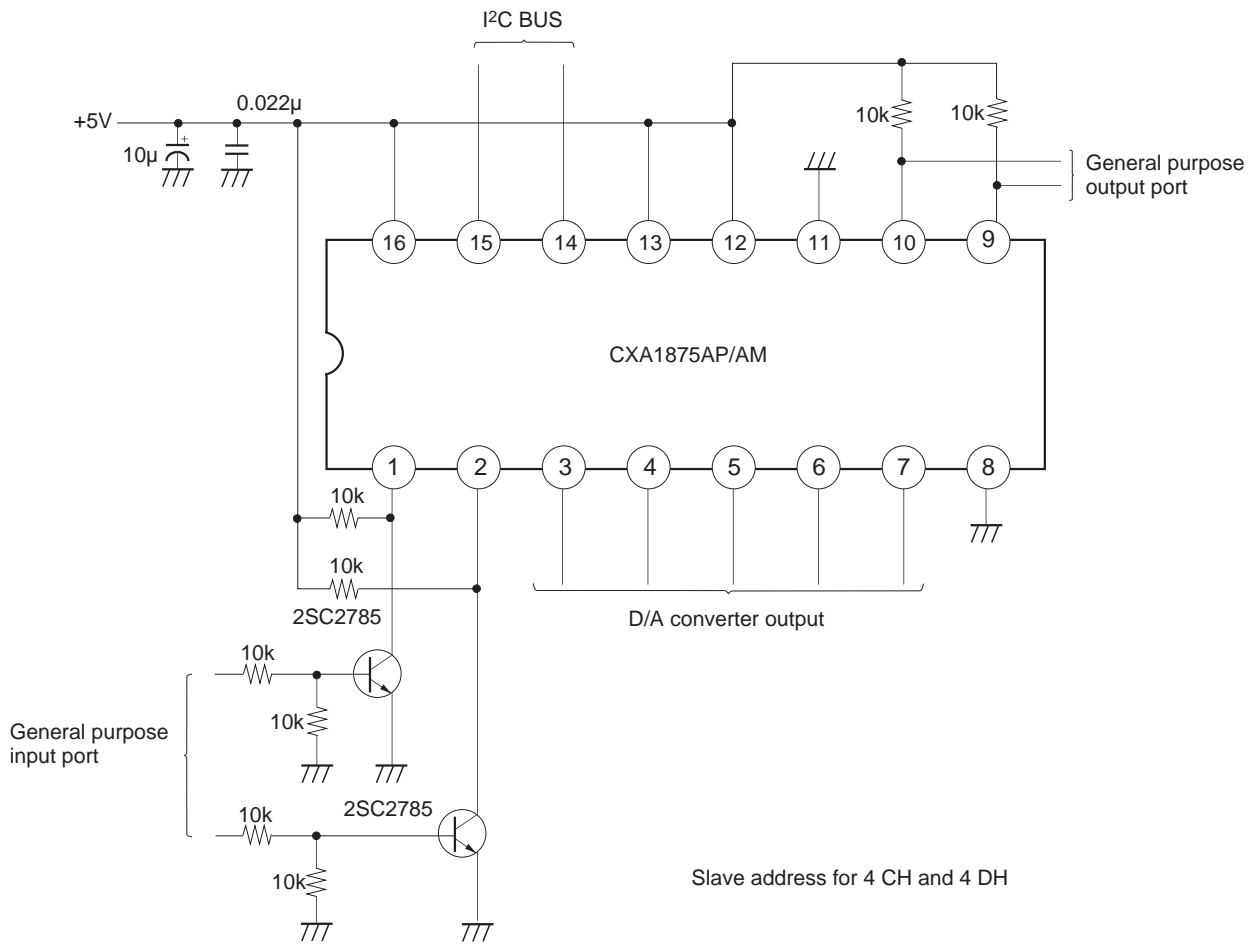 I²C BUS
0.022µ
+5V
10µ
+
10k
10k
General purpose
output port
16
15
14
13
12
11
10
9
CXA1875AP/AM
1
2
3
4
5
6
7
8
10k
10k
2SC2785
D/A converter output
10k
10k
General purpose
input port
2SC2785
10k
10k
Slave address for 4 CH and 4 DH